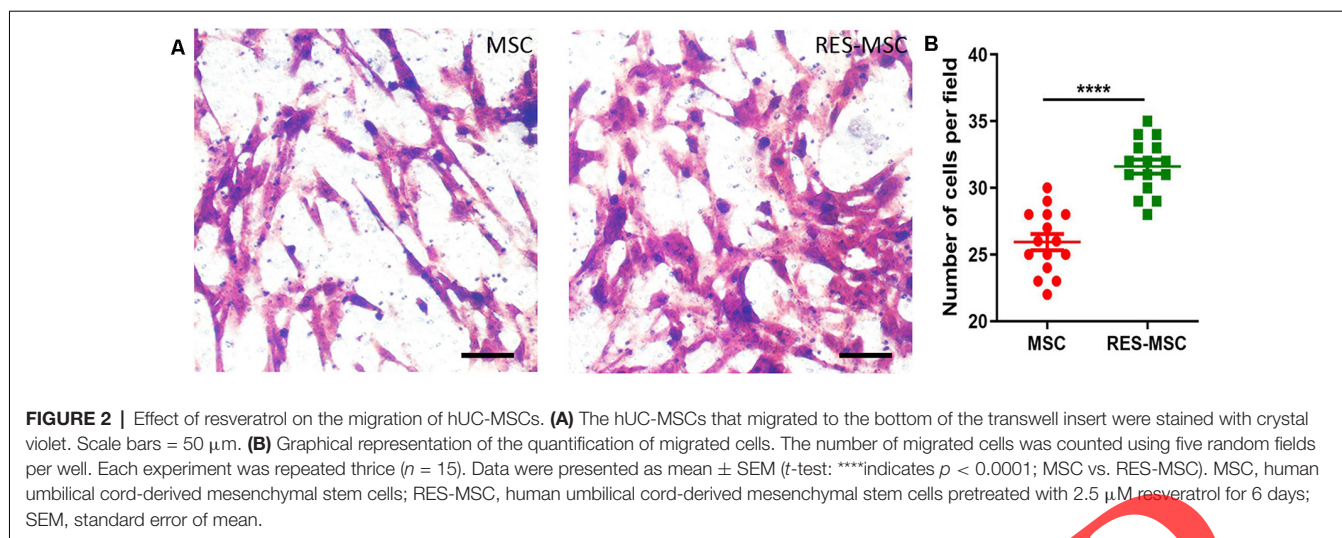 A
MSC
RES-MSC
B
Number of cells per field
40
35
30
25
20
****
MSC
RES-MSC
FIGURE 2 | Effect of resveratrol on the migration of hUC-MSCs. (A) The hUC-MSCs that migrated to the bottom of the transwell insert were stained with crystal
violet. Scale bars = 50 μm. (B) Graphical representation of the quantification of migrated cells. The number of migrated cells was counted using five random fields
per well. Each experiment was repeated thrice (n = 15). Data were presented as mean ± SEM (t-test: ****indicates p < 0.0001; MSC vs. RES-MSC). MSC, human
umbilical cord-derived mesenchymal stem cells; RES-MSC, human umbilical cord-derived mesenchymal stem cells pretreated with 2.5 μM resveratrol for 6 days;
SEM, standard error of mean.